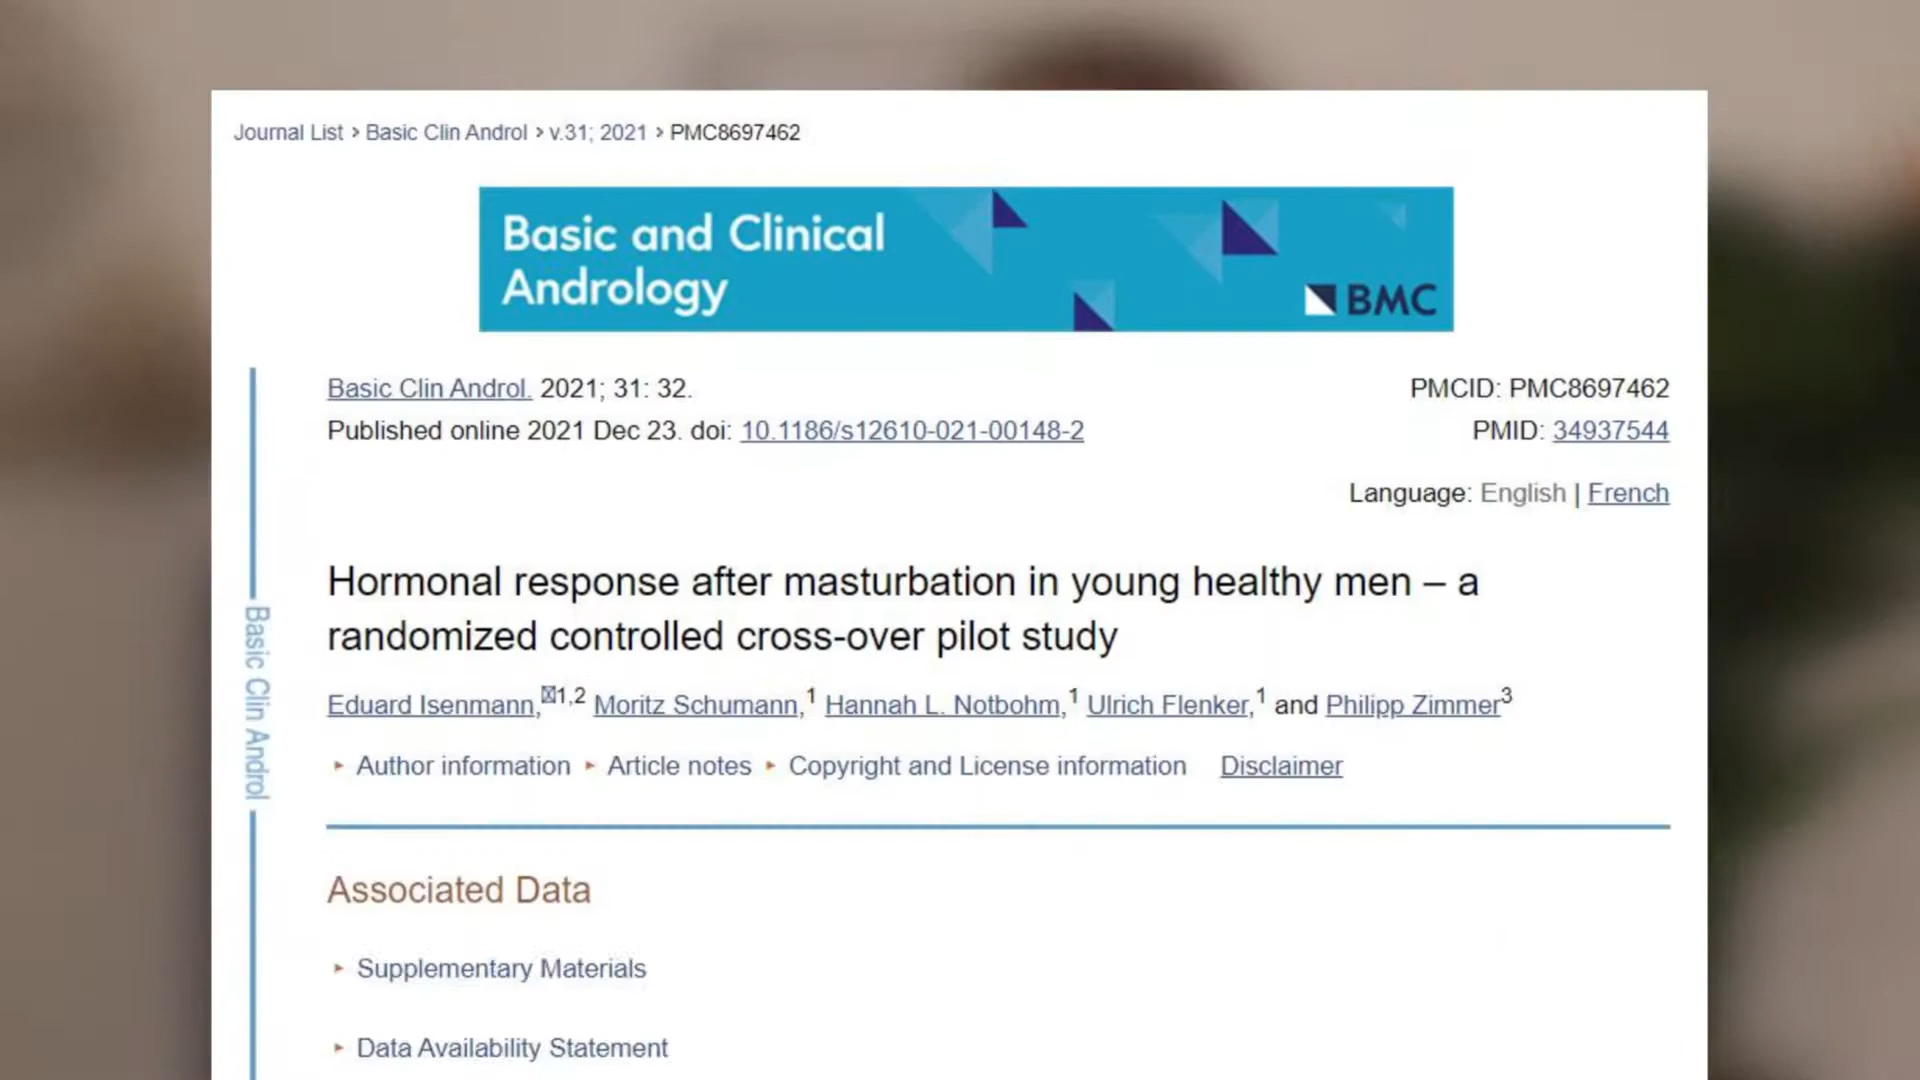 Journal List > Basic Clin Androl > v.31; 2021 > PMC8697462
Basic and Clinical
Andrology
BMC
Basic Clin Androl. 2021; 31: 32.
PMCID: PMC8697462
Published online 2021 Dec 23. doi: 10.1186/s12610-021-00148-2
PMID: 34937544
Language: English | French
Hormonal response after masturbation in young healthy men – a
randomized controlled cross-over pilot study
Eduard Isenmann,1,2 Moritz Schumann,1 Hannah L. Notbohm,1 Ulrich Flenker,1 and Philipp Zimmer3
Author information Article notes Copyright and License information Disclaimer
Basic Clin Androl
Associated Data
Supplementary Materials
Data Availability Statement